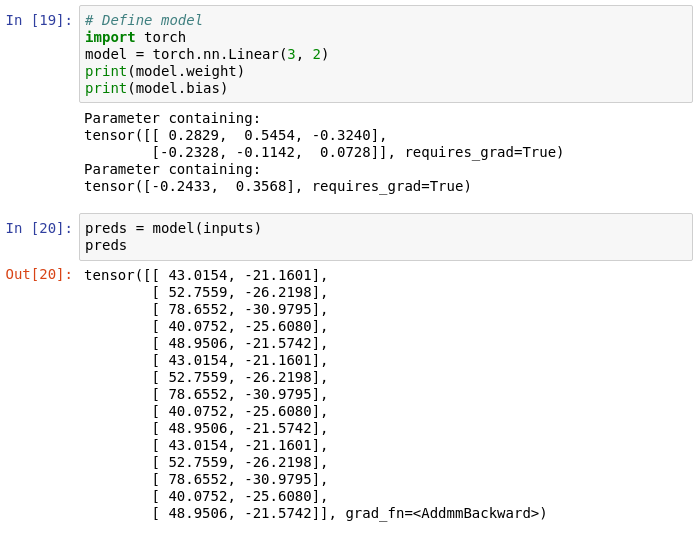 In [19]: # Define model
import torch
model = torch.nn.Linear(3, 2)
print(model.weight)
print(model.bias)
Parameter containing:
tensor([[ 0.2829,  0.5454, -0.3240],
        [-0.2328, -0.1142,  0.0728]], requires_grad=True)
Parameter containing:
tensor([-0.2433,  0.3568], requires_grad=True)
In [20]: preds = model(inputs)
preds
Out[20]: tensor([[ 43.0154, -21.1601],
        [ 52.7559, -26.2198],
        [ 78.6552, -30.9795],
        [ 40.0752, -25.6080],
        [ 48.9506, -21.5742],
        [ 43.0154, -21.1601],
        [ 52.7559, -26.2198],
        [ 78.6552, -30.9795],
        [ 40.0752, -25.6080],
        [ 48.9506, -21.5742],
        [ 43.0154, -21.1601],
        [ 52.7559, -26.2198],
        [ 78.6552, -30.9795],
        [ 40.0752, -25.6080],
        [ 48.9506, -21.5742]], grad_fn=<AddmmBackward>)